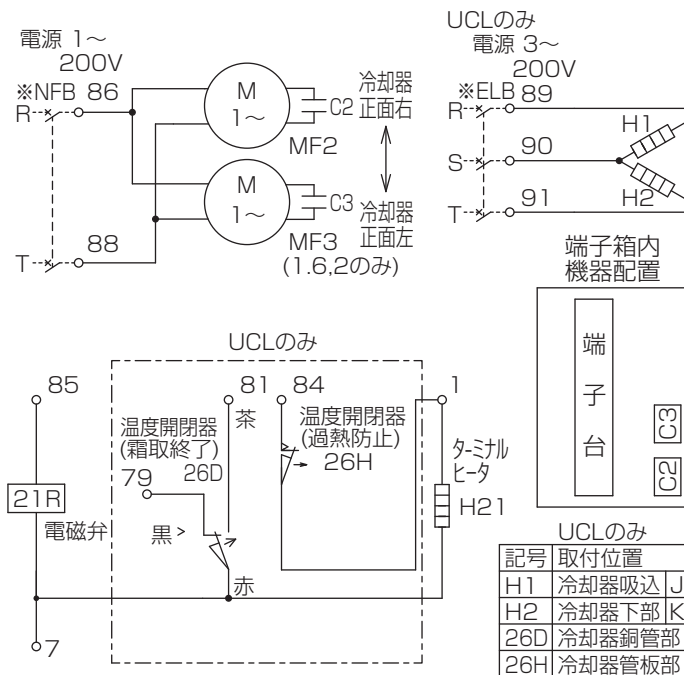 電源 1～
200V
※NFB 86
R
M
1～
C2
冷却器
正面右
MF2
M
1～
C3
冷却器
正面左
MF3
(1.6,2のみ)
88
T
UCLのみ
電源 3～
200V
※ELB 89
R
H1
S
90
H2
T
91
端子箱内
機器配置
端子台
C3
C2
UCLのみ
85
81
84
1
茶
温度開閉器
(霜取終了)
26D
79
温度開閉器
(過熱防止)
26H
ターミナル
ヒータ
H21
21R
電磁弁
黒
赤
7
UCLのみ
記号 取付位置
H1 冷却器吸込 J
H2 冷却器下部 K
26D 冷却器銅管部
26H 冷却器管板部